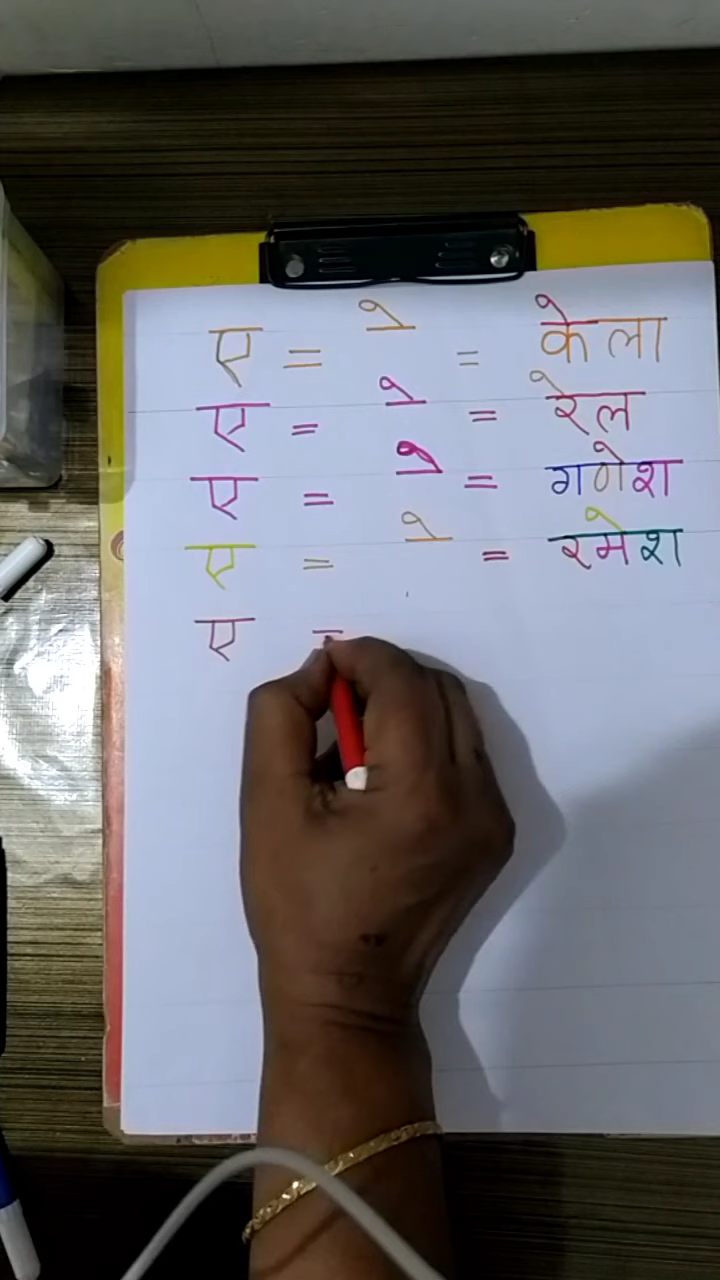 ए = े = केला
ए = े = रेल
ए = े = गणेश
ए = े = रमेश
ए =